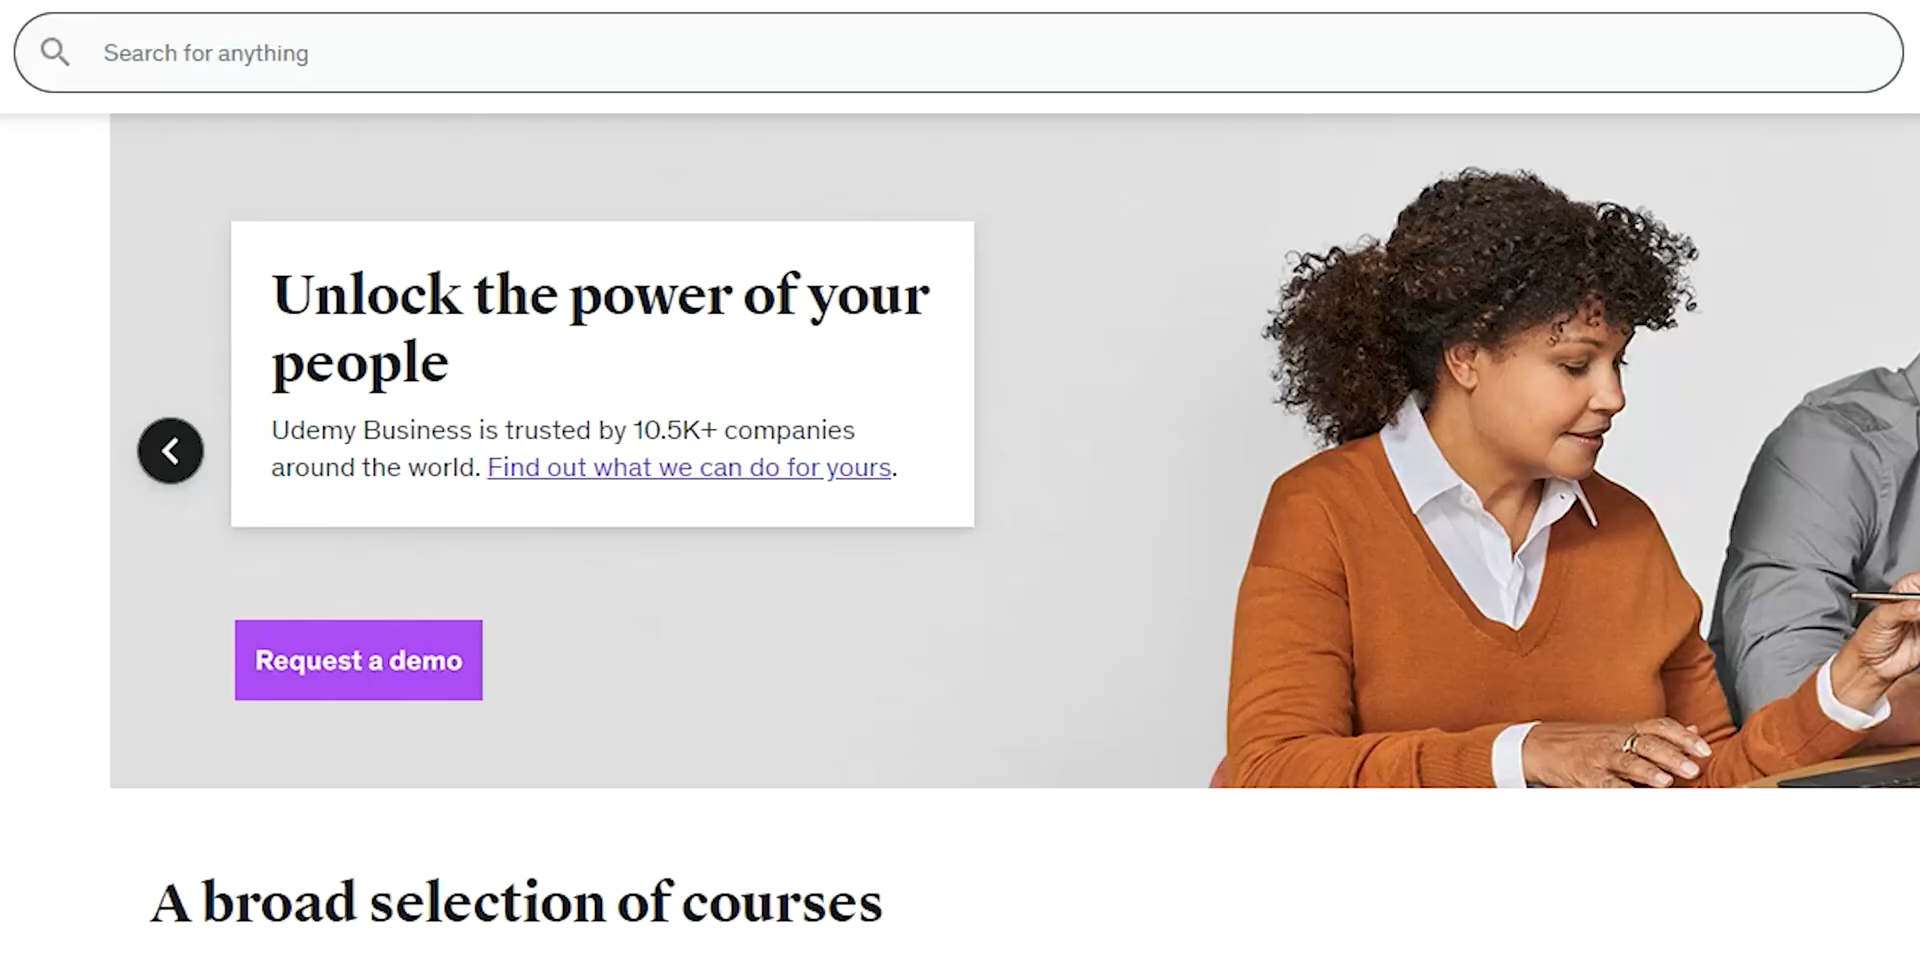 Search for anything
Unlock the power of your
people
Udemy Business is trusted by 10.5K+ companies
around the world. Find out what we can do for yours.
Request a demo
A broad selection of courses